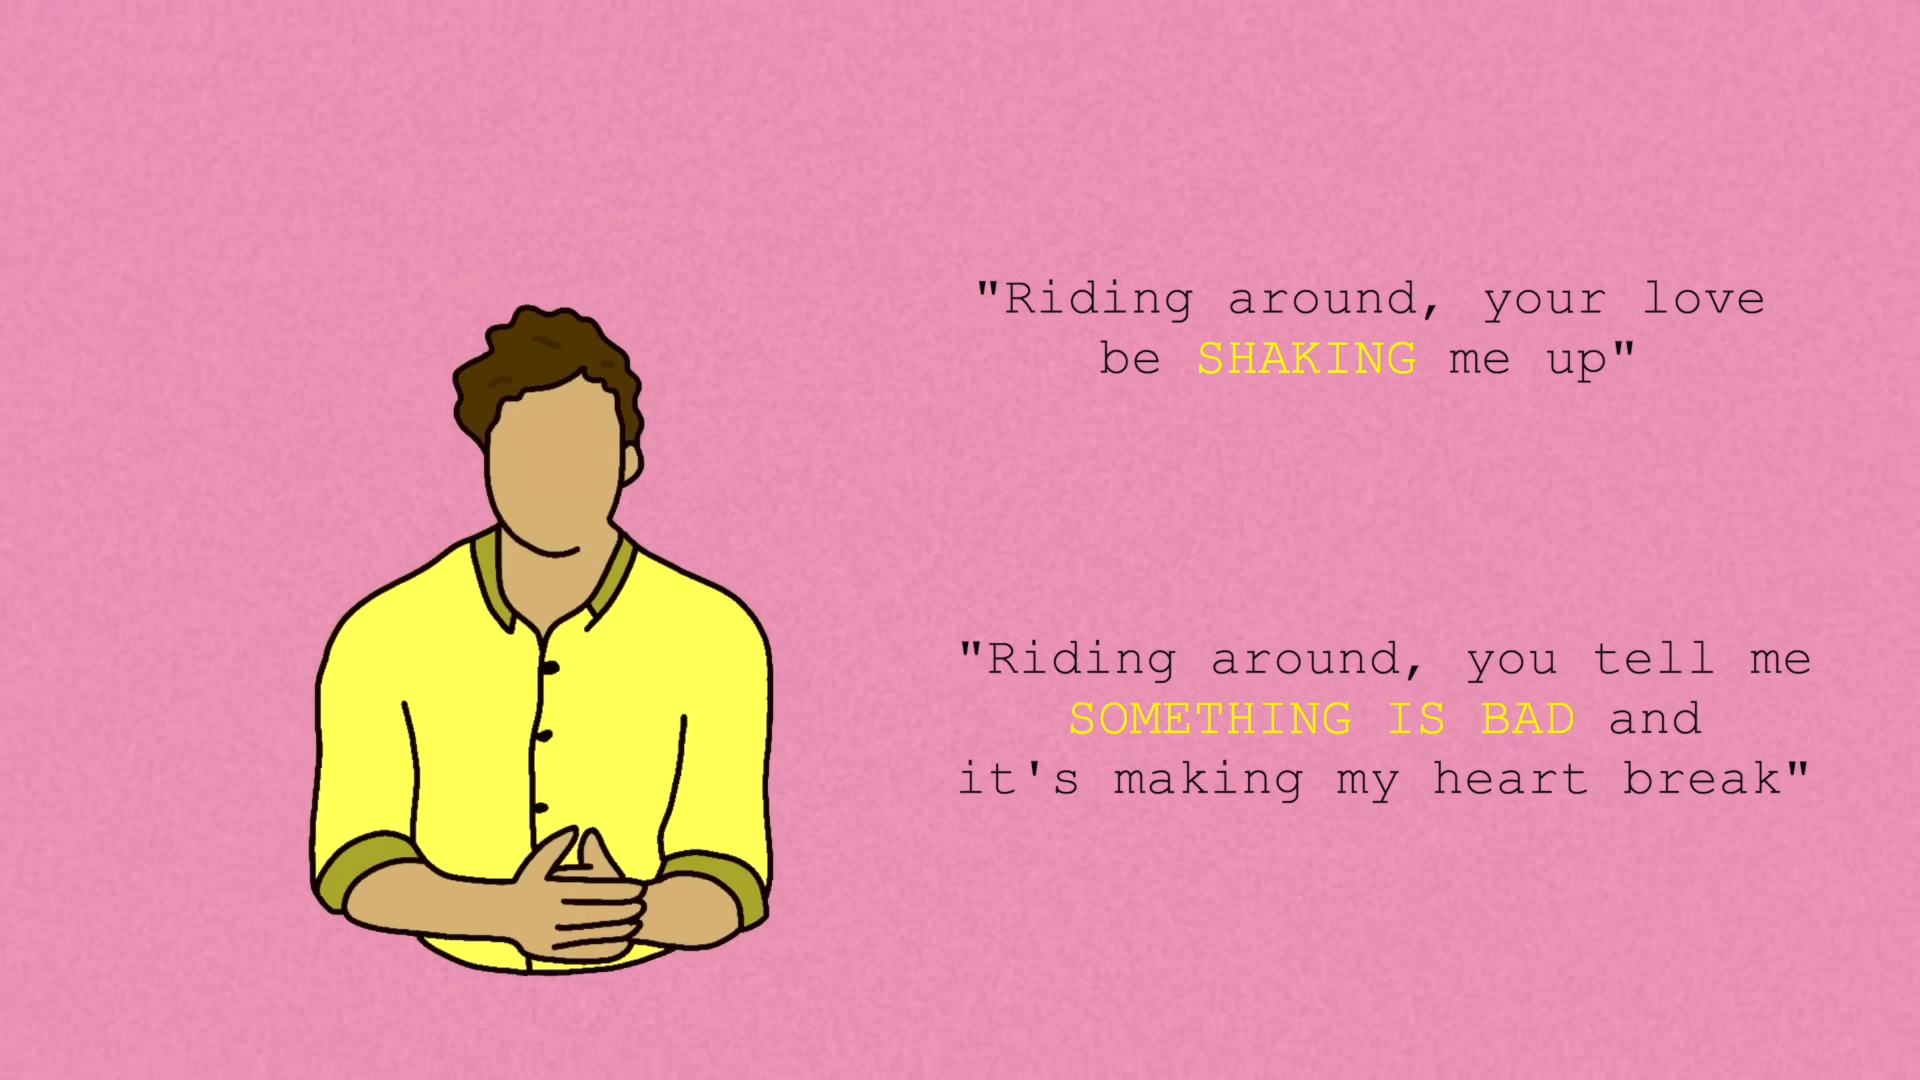 "Riding around, your love
be SHAKING me up"
"Riding around, you tell me
SOMETHING IS BAD and
it's making my heart break"